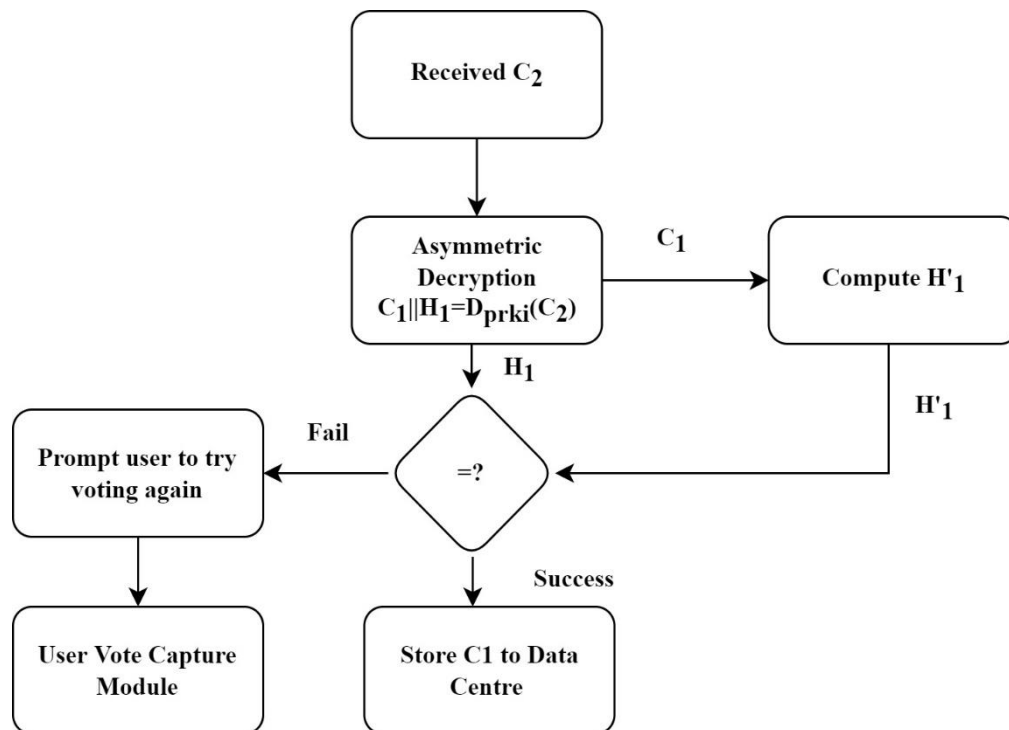 Received C₂
Asymmetric
Decryption
C₁||H₁=Dₚᵣₖᵢ(C₂)
C₁
Compute H'₁
H₁
H'₁
Fail
Prompt user to try
voting again
=?
Success
User Vote Capture
Module
Store C1 to Data
Centre